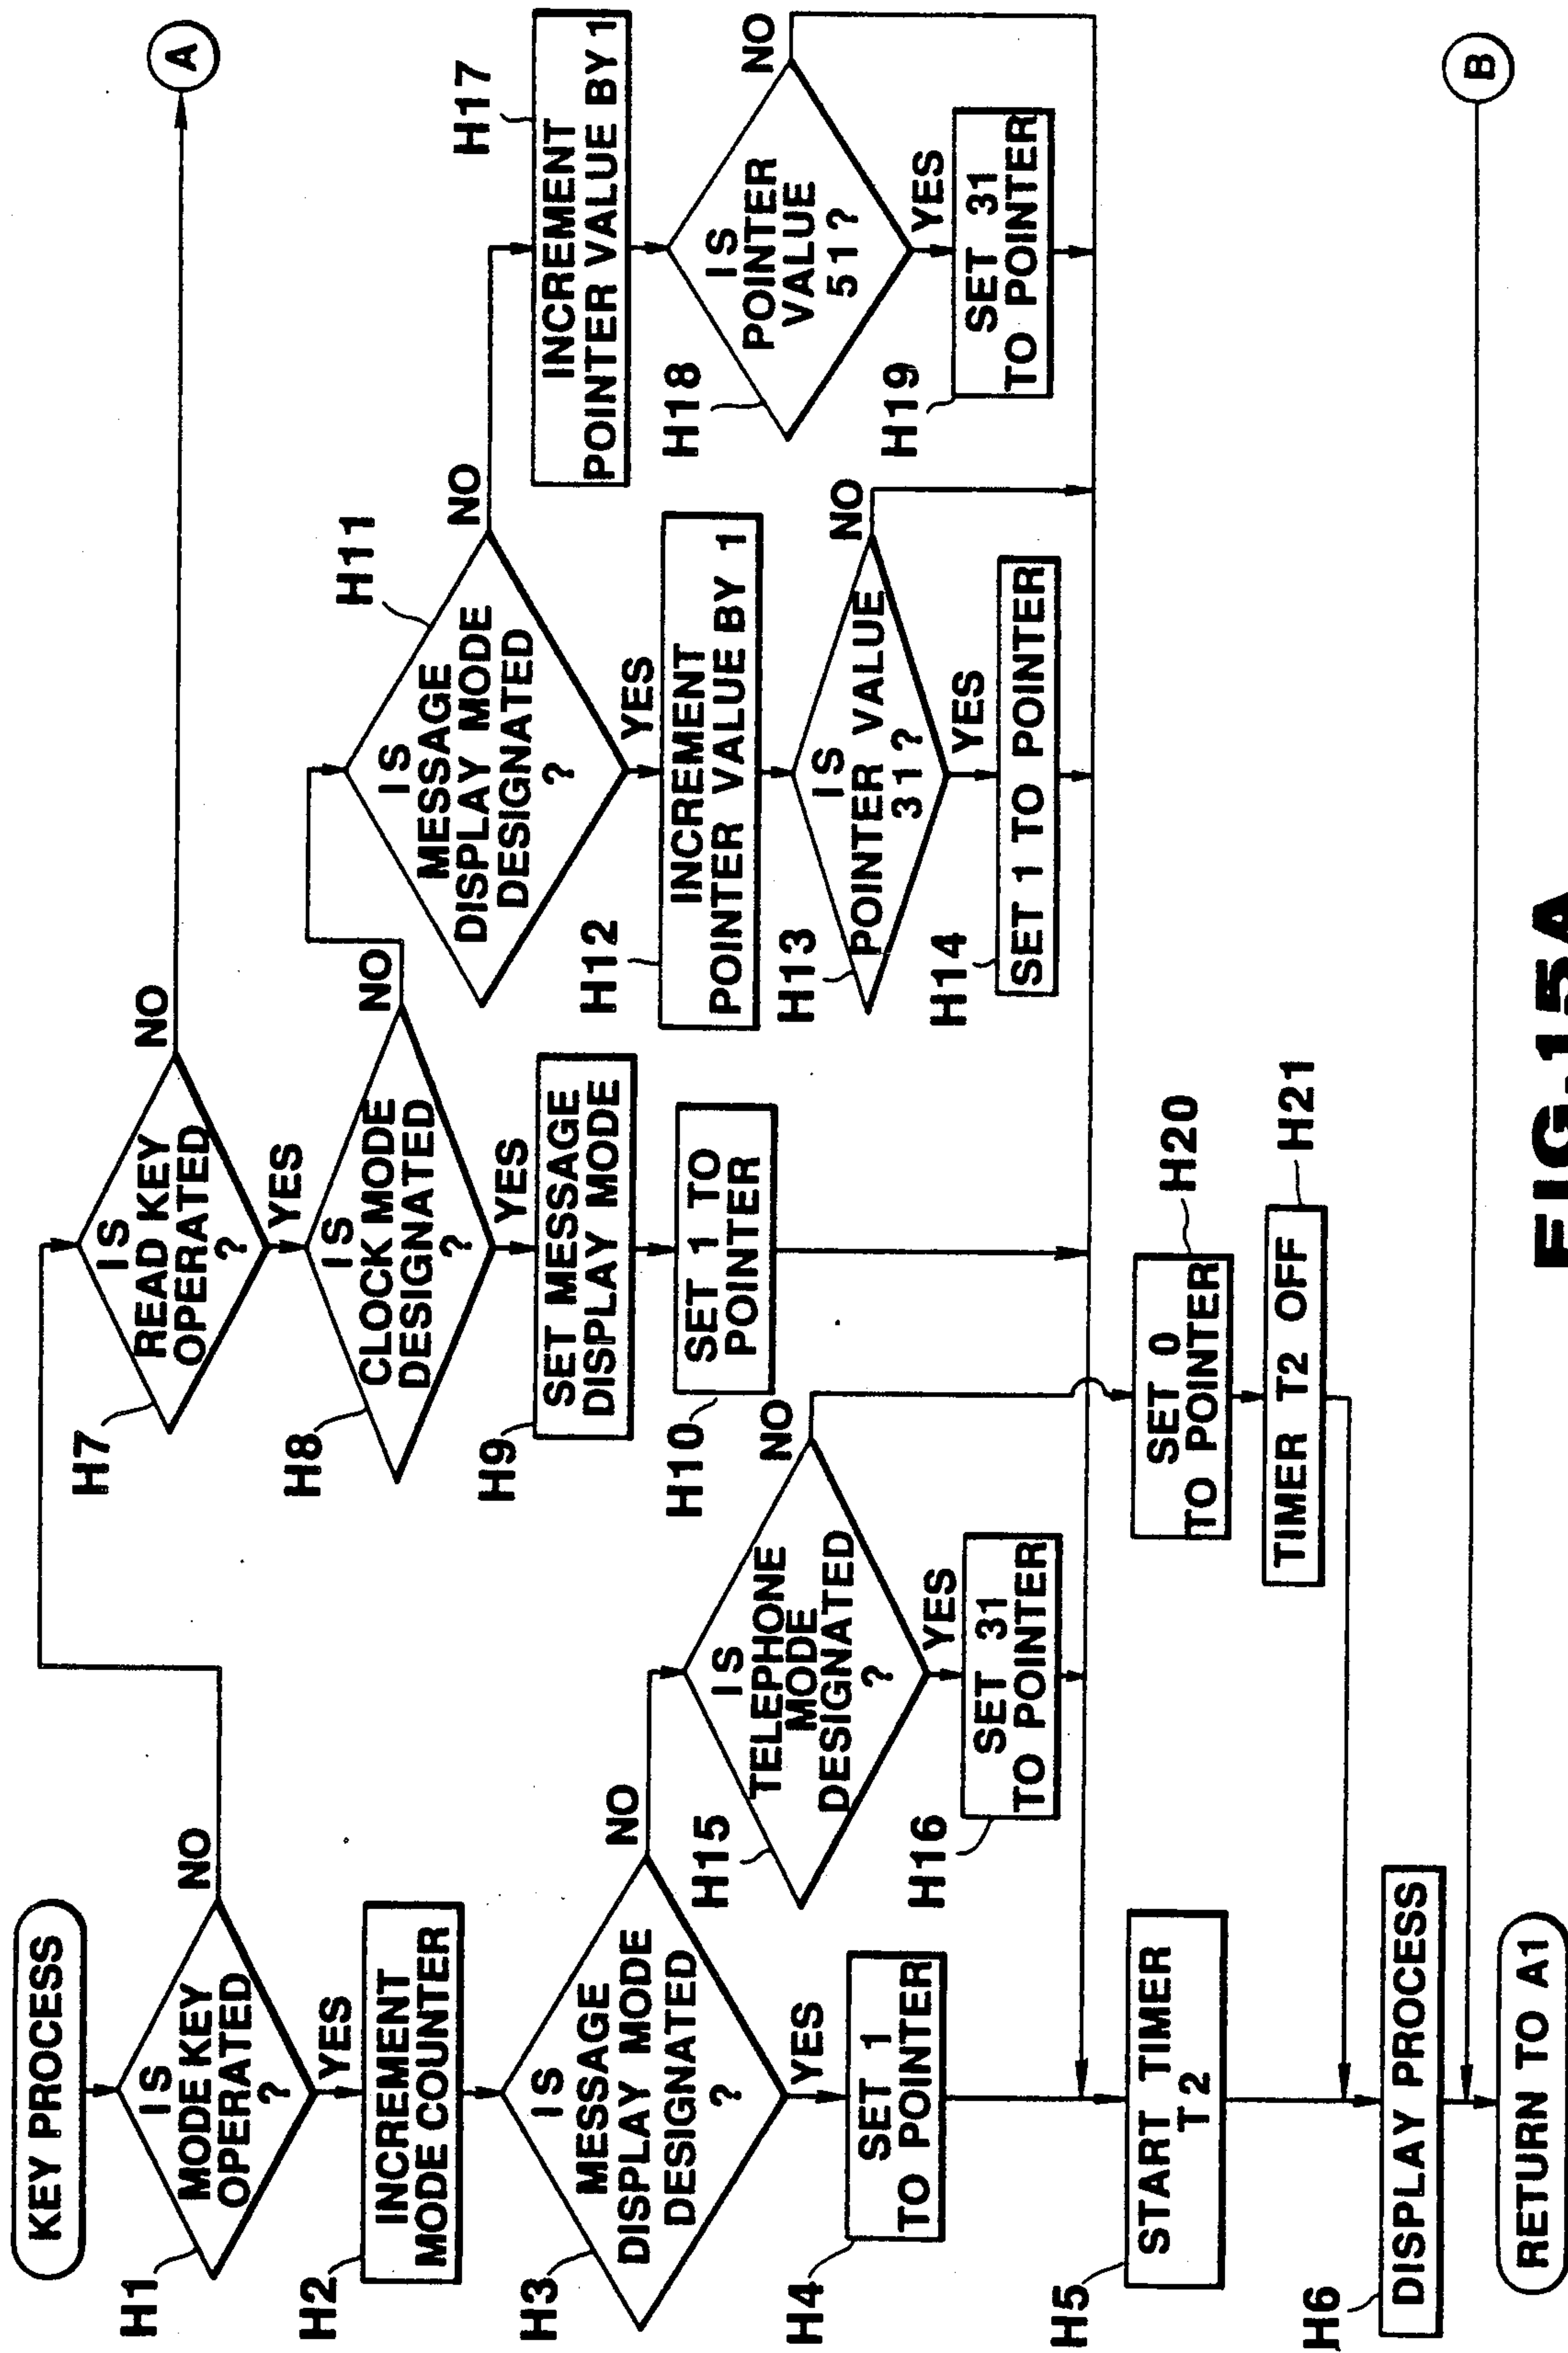 KEY PROCESS
H1
IS
MODE KEY
OPERATED
?
NO
YES
H2
INCREMENT
MODE COUNTER
H3
IS
MESSAGE
DISPLAY MODE
DESIGNATED
?
NO
YES
H4
SET 1
TO POINTER
H5
START TIMER
T2
H6
DISPLAY PROCESS
RETURN TO A1
H15
IS
TELEPHONE
MODE
DESIGNATED
?
NO
YES
H16
SET 31
TO POINTER
H7
IS
READ KEY
OPERATED
?
NO
YES
H8
IS
CLOCK MODE
DESIGNATED
?
NO
YES
H9
SET MESSAGE
DISPLAY MODE
H10
SET 1 TO
POINTER
H20
SET 0
TO POINTER
H21
TIMER T2 OFF
H11
IS
MESSAGE
DISPLAY MODE
DESIGNATED
?
NO
YES
H12
INCREMENT
POINTER VALUE BY 1
H13
IS
POINTER VALUE
31?
NO
YES
H14
SET 1 TO POINTER
H17
INCREMENT
POINTER VALUE BY 1
H18
IS
POINTER
VALUE
51?
NO
YES
H19
SET 31
TO POINTER
A
B
FIG.15A